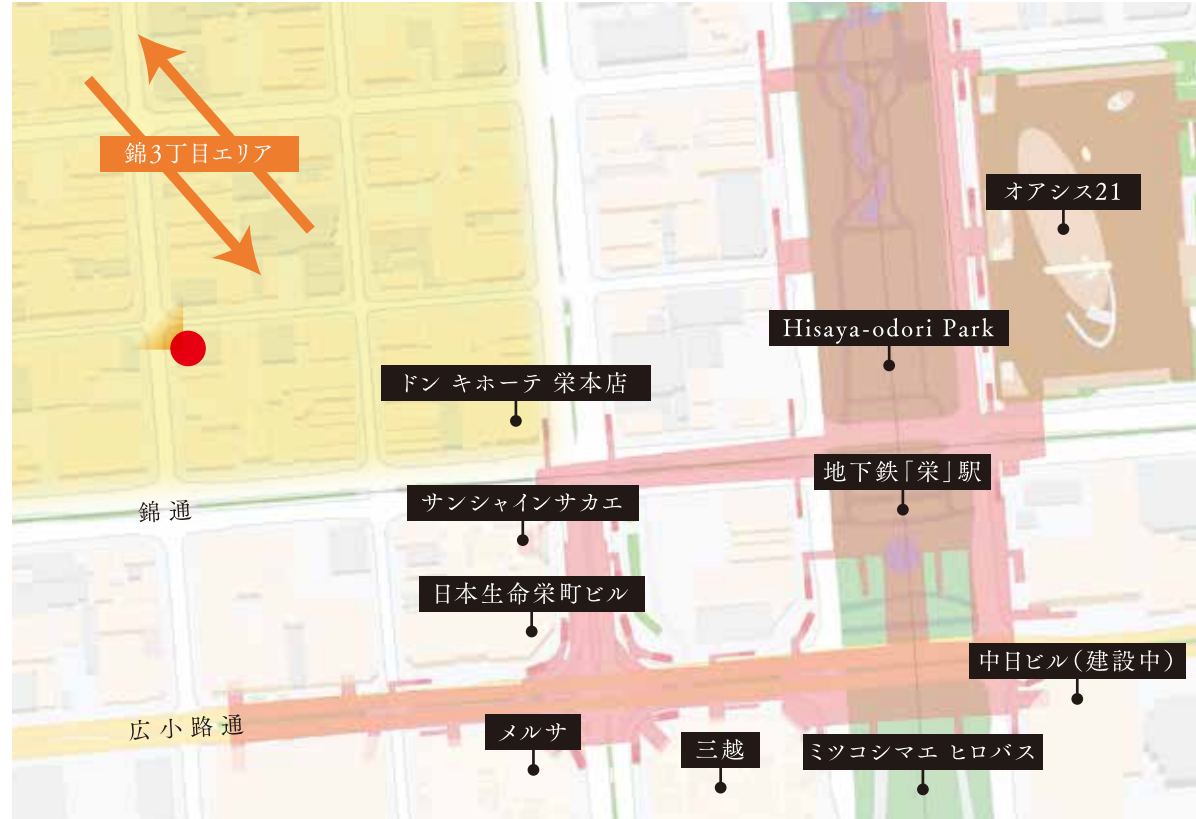 錦3丁目エリア
オアシス21
Hisaya-odori Park
ドン キホーテ 栄本店
地下鉄「栄」駅
サンシャインサカエ
錦通
日本生命栄町ビル
中日ビル(建設中)
広小路通
メルサ
三越
ミツコシマエ ヒロバス